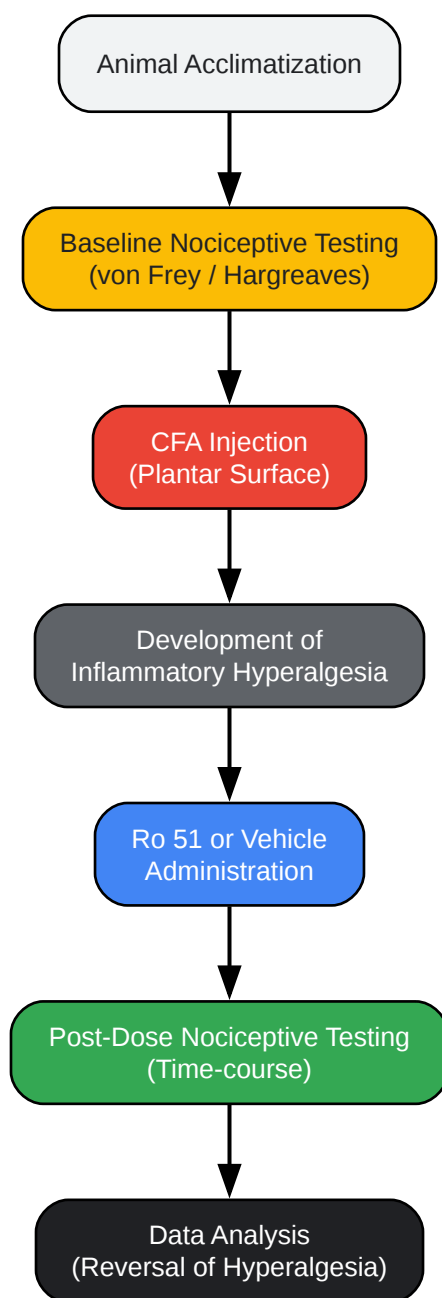 Animal Acclimatization
Baseline Nociceptive Testing
(von Frey / Hargreaves)
CFA Injection
(Plantar Surface)
Development of
Inflammatory Hyperalgesia
Ro 51 or Vehicle
Administration
Post-Dose Nociceptive Testing
(Time-course)
Data Analysis
(Reversal of Hyperalgesia)